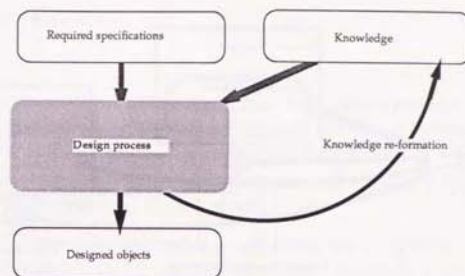 Required specifications
Knowledge
Design process
Knowledge re-formation
Designed objects